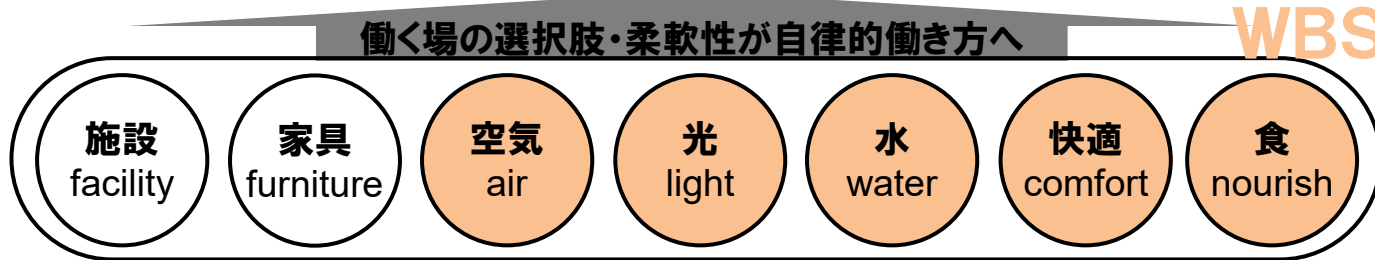 働く場の選択肢・柔軟性が自律的働き方へ
WBS
施設
facility
家具
furniture
空気
air
光
light
水
water
快適
comfort
食
nourish